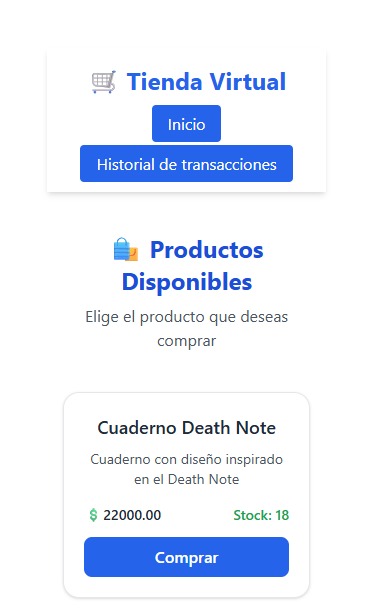 Tienda Virtual
Inicio
Historial de transacciones
Productos
Disponibles
Elige el producto que deseas
comprar
Cuaderno Death Note
Cuaderno con diseño inspirado
en el Death Note
$ 22000.00 Stock: 18
Comprar